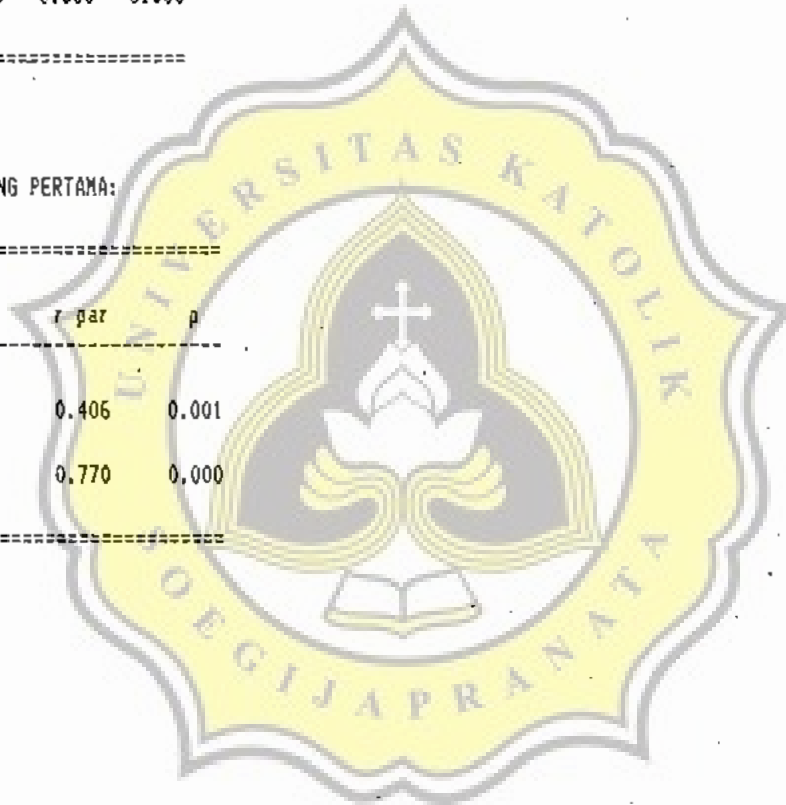 ===================
NG PERTAMA:
=======================
r par p
-----------------------
0.406 0.001
0.770 0.000
=======================
UNIVERSITAS KATOLIK
SOEGIJAPRANATA